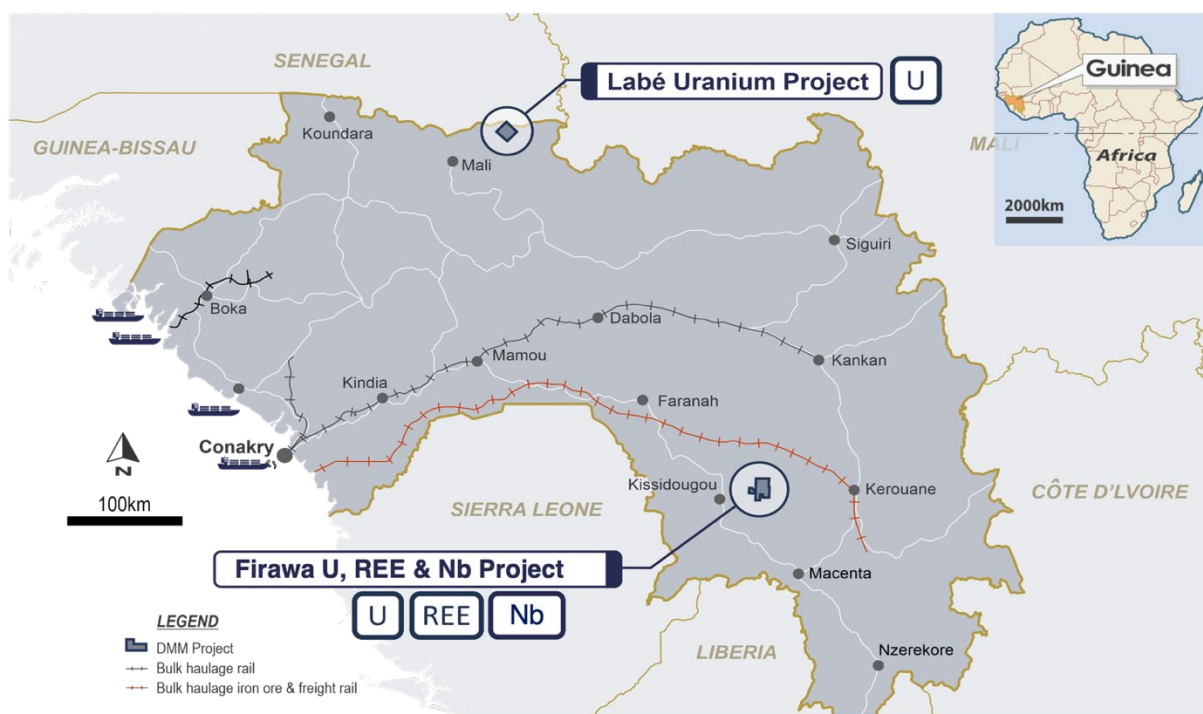 SENEGAL
Labé Uranium Project
U
Guinea
Africa
2000km
Koundara
GUINEA-BISSAU
Mali
MALI
Siguiri
Boka
Dabola
Mamou
Kankan
Kindia
Faranah
Conakry
N
100km
Kissidougou
Kerouane
SIERRA LEONE
CÔTE D'LVOIRE
Firawa U, REE & Nb Project
U
REE
Nb
Macenta
LEGEND
DMM Project
Bulk haulage rail
Bulk haulage iron ore & freight rail
LIBERIA
Nzerekore